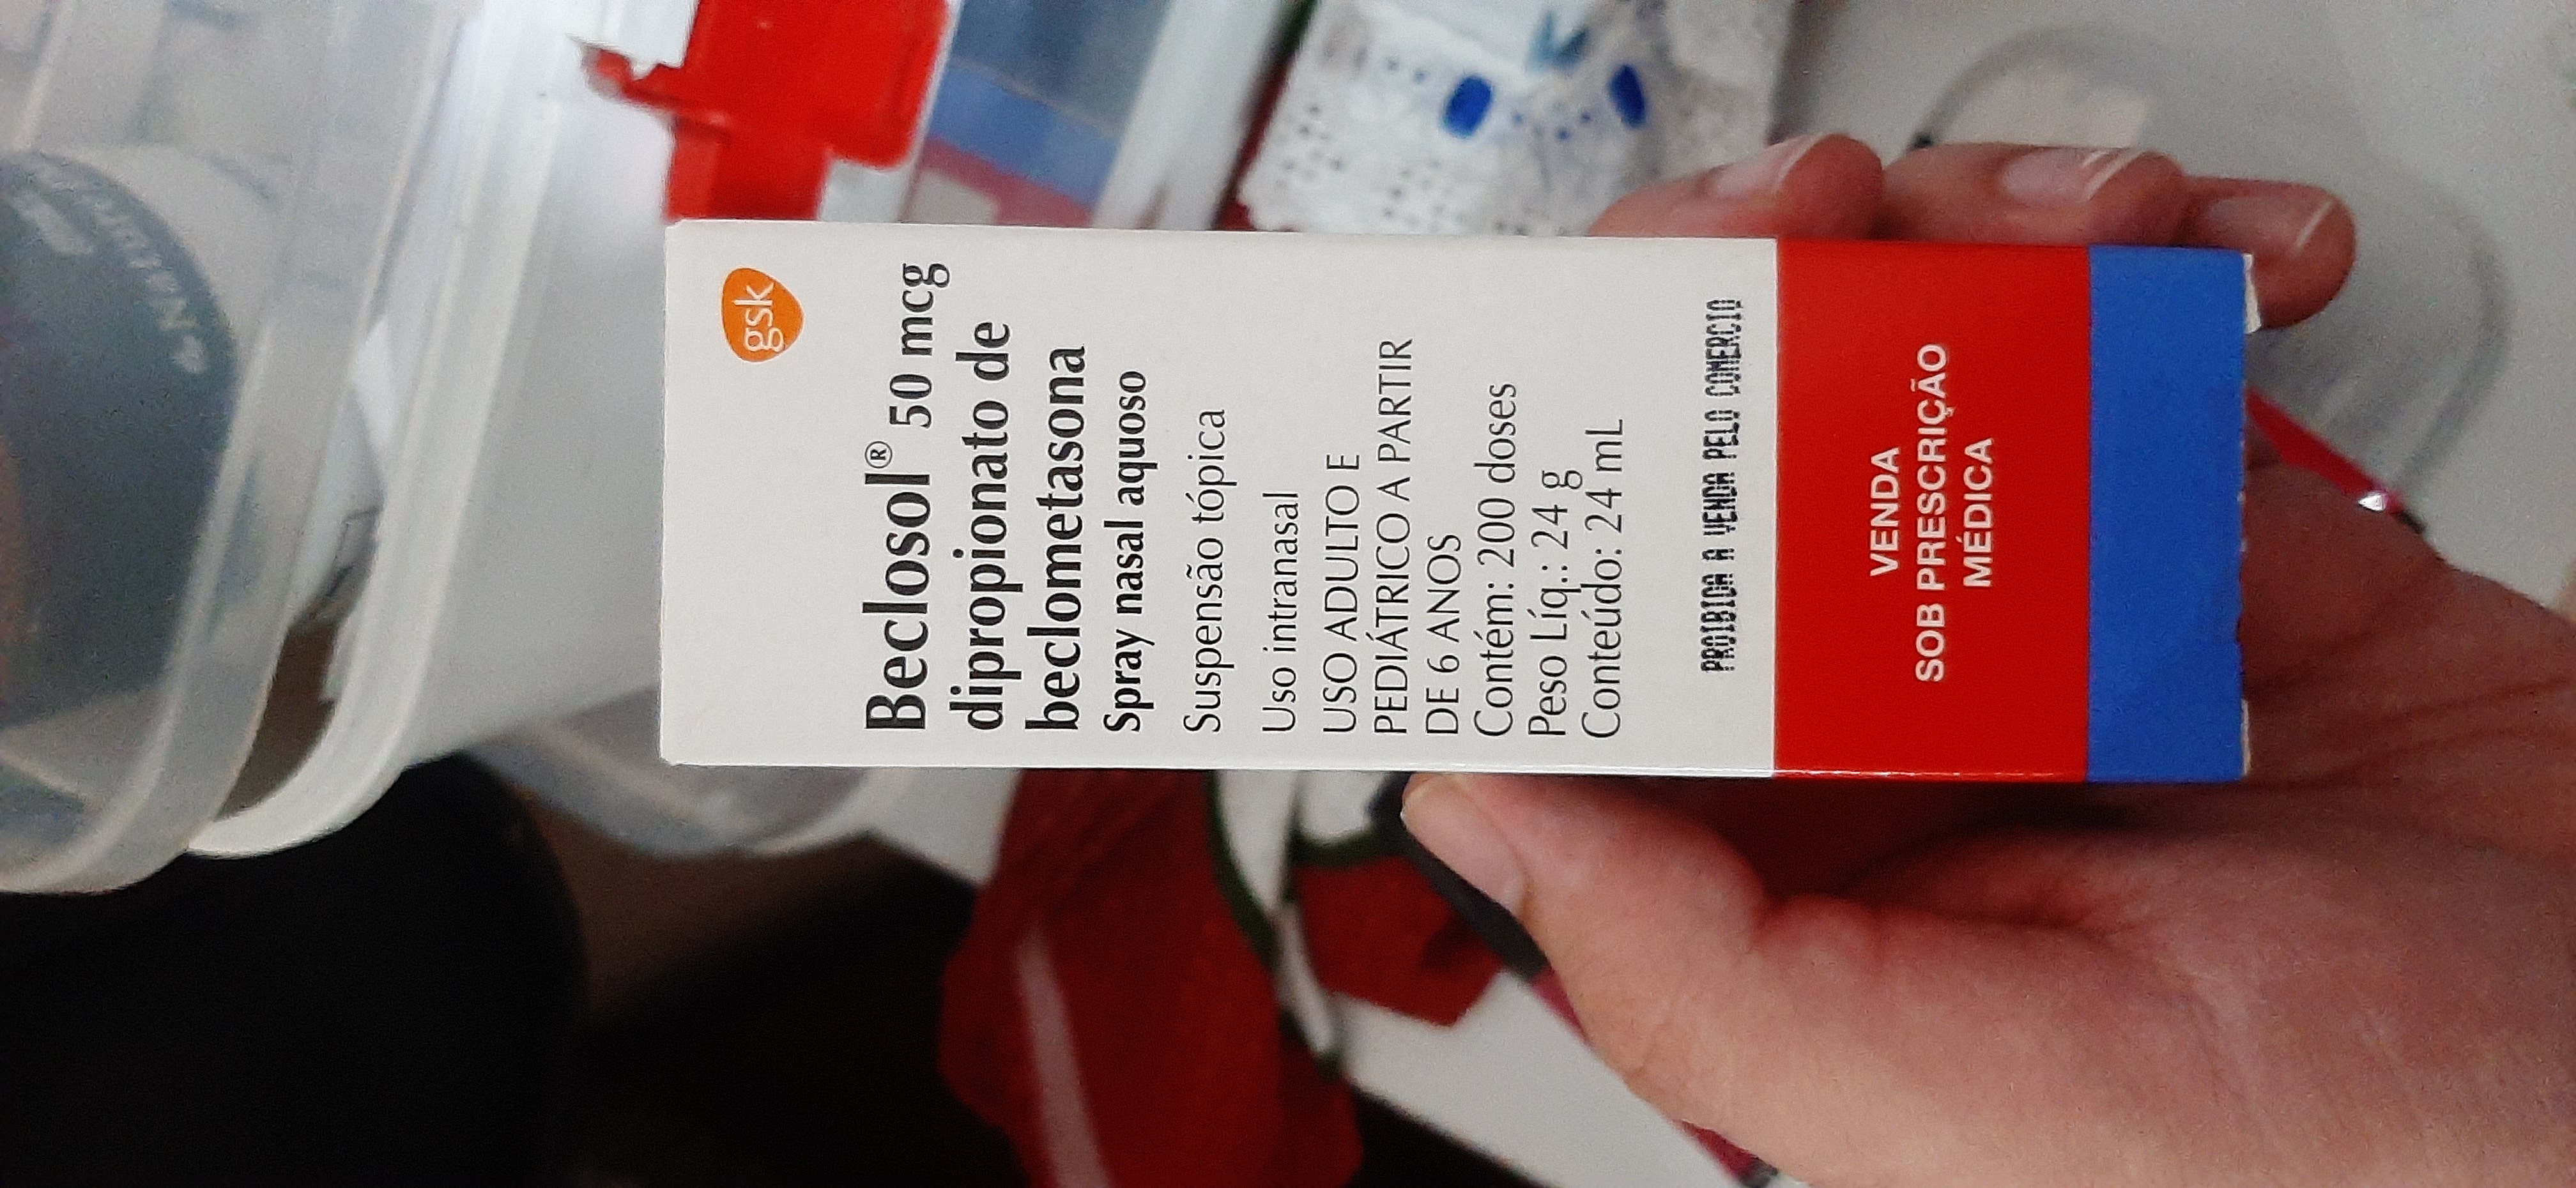 Nature
gsk
Beclosol® 50 mcg
dipropionato de
beclometasona
Spray nasal aquoso
Suspensão tópica
Uso intranasal
USO ADULTO E
PEDIÁTRICO A PARTIR
DE 6 ANOS
Contém: 200 doses
Peso Líq.: 24 g
Conteúdo: 24 mL
PROIBIDA A VENDA PELO COMERCIO
VENDA
SOB PRESCRIÇÃO
MÉDICA